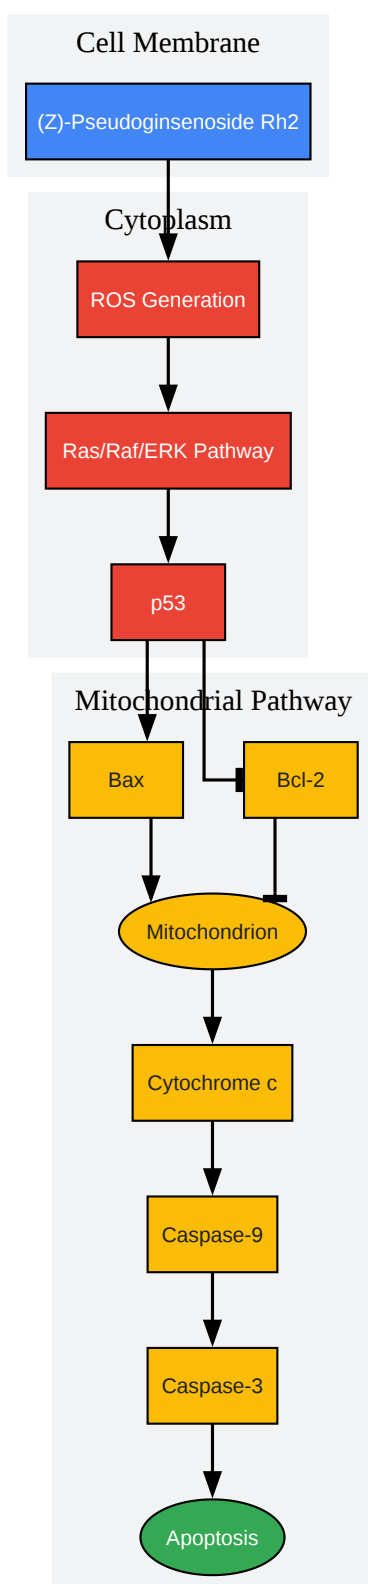 Cell Membrane
(Z)-Pseudoginsenoside Rh2
Cytoplasm
ROS Generation
Ras/Raf/ERK Pathway
p53
Mitochondrial Pathway
Bax
Bcl-2
Mitochondrion
Cytochrome c
Caspase-9
Caspase-3
Apoptosis